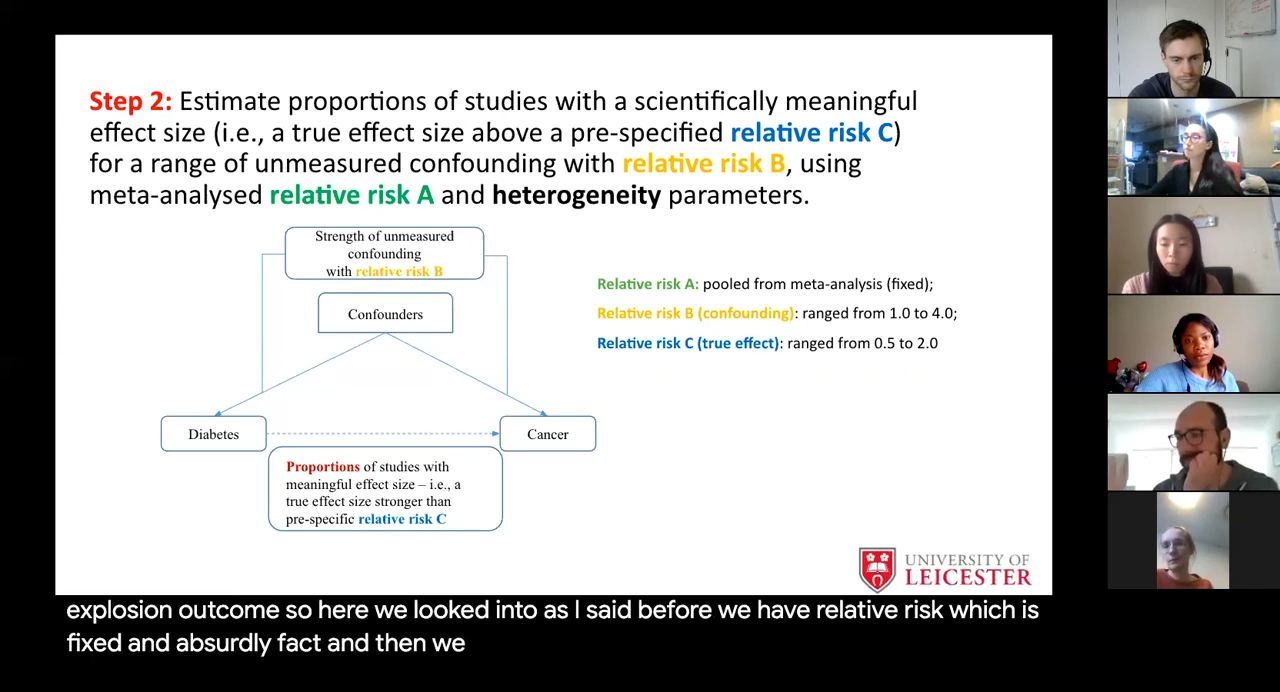 Step 2: Estimate proportions of studies with a scientifically meaningful
effect size (i.e., a true effect size above a pre-specified relative risk C)
for a range of unmeasured confounding with relative risk B, using
meta-analysed relative risk A and heterogeneity parameters.
Strength of unmeasured
confounding
with relative risk B
Confounders
Diabetes
Cancer
Proportions of studies with
meaningful effect size – i.e., a
true effect size stronger than
pre-specific relative risk C
Relative risk A: pooled from meta-analysis (fixed);
Relative risk B (confounding): ranged from 1.0 to 4.0;
Relative risk C (true effect): ranged from 0.5 to 2.0
UNIVERSITY OF
LEICESTER
explosion outcome so here we looked into as I said before we have relative risk which is
fixed and absurdly fact and then we